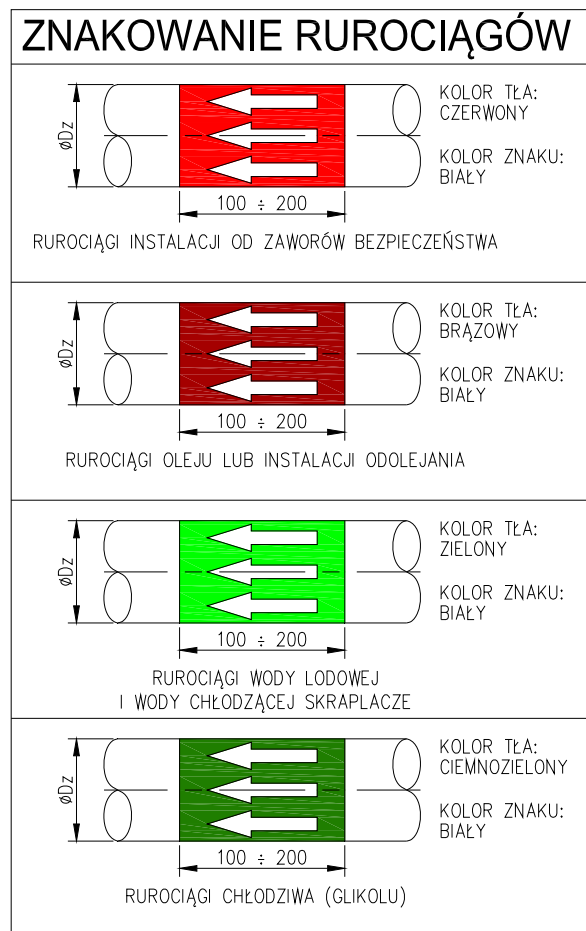 ZNAKOWANIE RUROCIĄGÓW
øDz
KOLOR TŁA:
CZERWONY
KOLOR ZNAKU:
BIAŁY
100 ÷ 200
RUROCIĄGI INSTALACJI OD ZAWORÓW BEZPIECZEŃSTWA
øDz
KOLOR TŁA:
BRĄZOWY
KOLOR ZNAKU:
BIAŁY
100 ÷ 200
RUROCIĄGI OLEJU LUB INSTALACJI ODOLEJANIA
øDz
KOLOR TŁA:
ZIELONY
KOLOR ZNAKU:
BIAŁY
100 ÷ 200
RUROCIĄGI WODY LODOWEJ
I WODY CHŁODZĄCEJ SKRAPLACZE
øDz
KOLOR TŁA:
CIEMNOZIELONY
KOLOR ZNAKU:
BIAŁY
100 ÷ 200
RUROCIĄGI CHŁODZIWA (GLIKOLU)